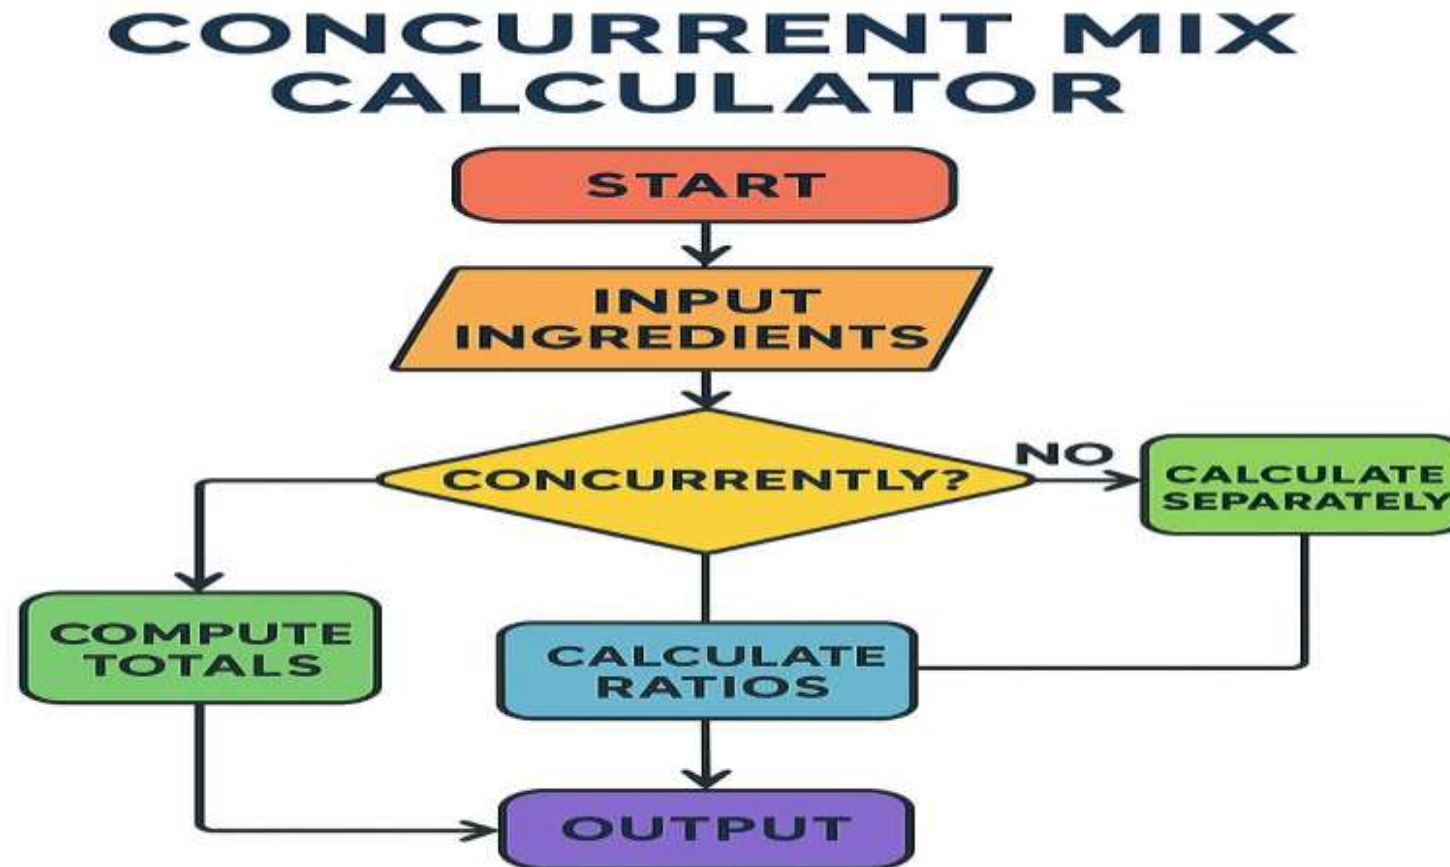 CONCURRENT MIX
CALCULATOR
START
INPUT
INGREDIENTS
CONCURRENTLY?
NO
CALCULATE
SEPARATELY
COMPUTE
TOTALS
CALCULATE
RATIOS
OUTPUT